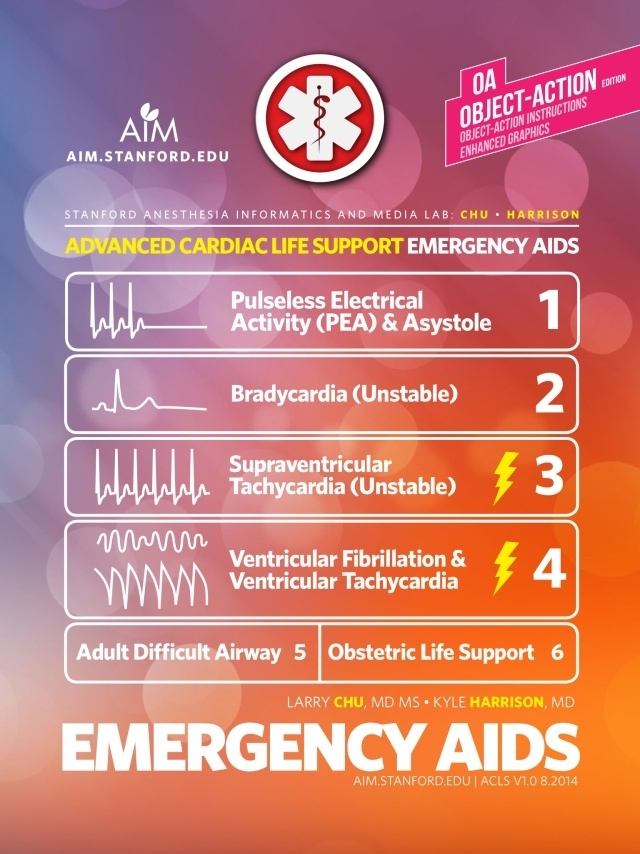 AIM
AIM.STANFORD.EDU
OA
OBJECT-ACTION EDITION
OBJECT-ACTION INSTRUCTIONS
ENHANCED GRAPHICS
STANFORD ANESTHESIA INFORMATICS AND MEDIA LAB: CHU • HARRISON
ADVANCED CARDIAC LIFE SUPPORT EMERGENCY AIDS
Pulseless Electrical
Activity (PEA) & Asystole 1
Bradycardia (Unstable) 2
Supraventricular
Tachycardia (Unstable) 3
Ventricular Fibrillation &
Ventricular Tachycardia 4
Adult Difficult Airway 5
Obstetric Life Support 6
LARRY CHU, MD MS • KYLE HARRISON, MD
EMERGENCY AIDS
AIM.STANFORD.EDU | ACLS V1.0 8.2014